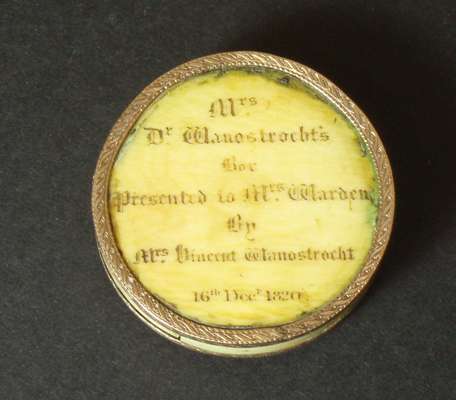 Mrs
Dr Wanostrocht's
Box
Presented to Mrs. Warden
By
Mrs Vincent Wanostrocht
16th Decr 1820